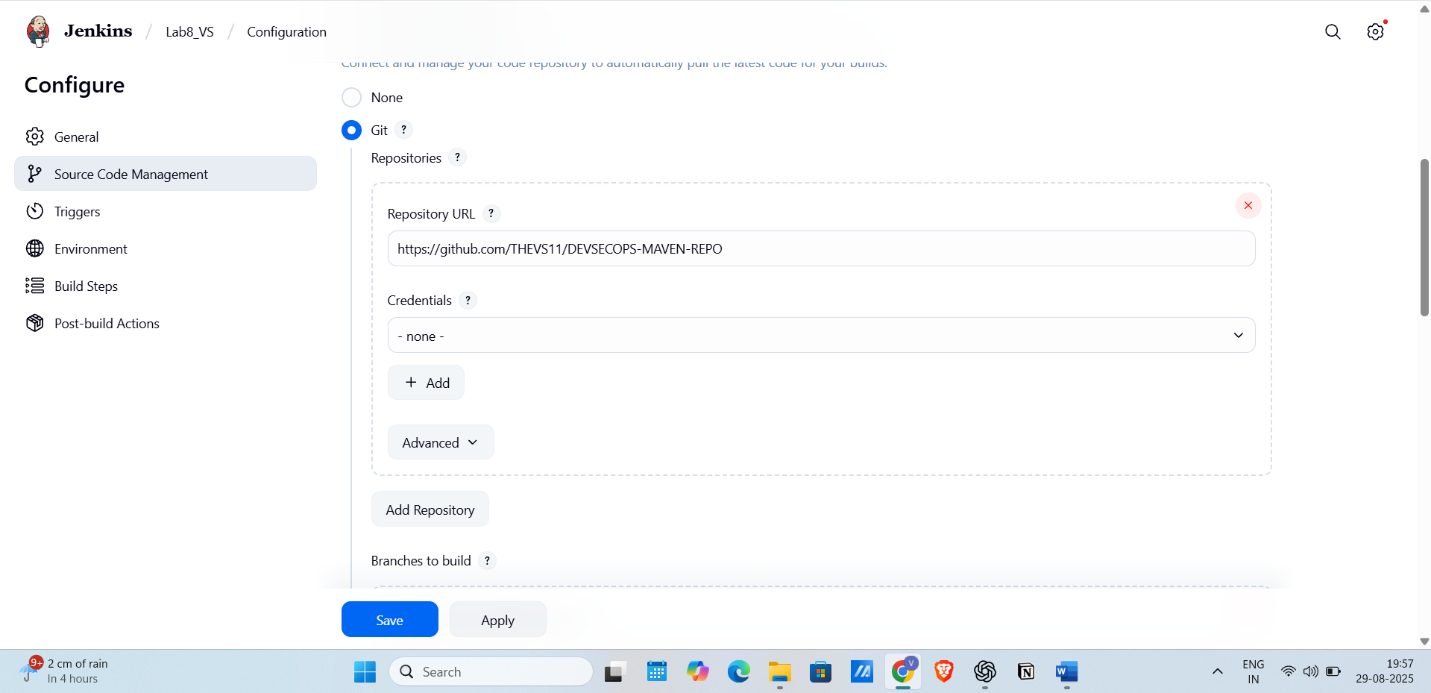 Jenkins / Lab8_VS / Configuration
Configure
General
Source Code Management
Triggers
Environment
Build Steps
Post-build Actions
Connect and manage your code repository to automatically pull the latest code for your builds.
None
Git ?
Repositories ?
Repository URL ?
https://github.com/THEVS11/DEVSECOPS-MAVEN-REPO
Credentials ?
- none -
+ Add
Advanced
Add Repository
Branches to build ?
Save
Apply
9+
2 cm of rain
In 4 hours
Search
ENG
IN
19:57
29-08-2025